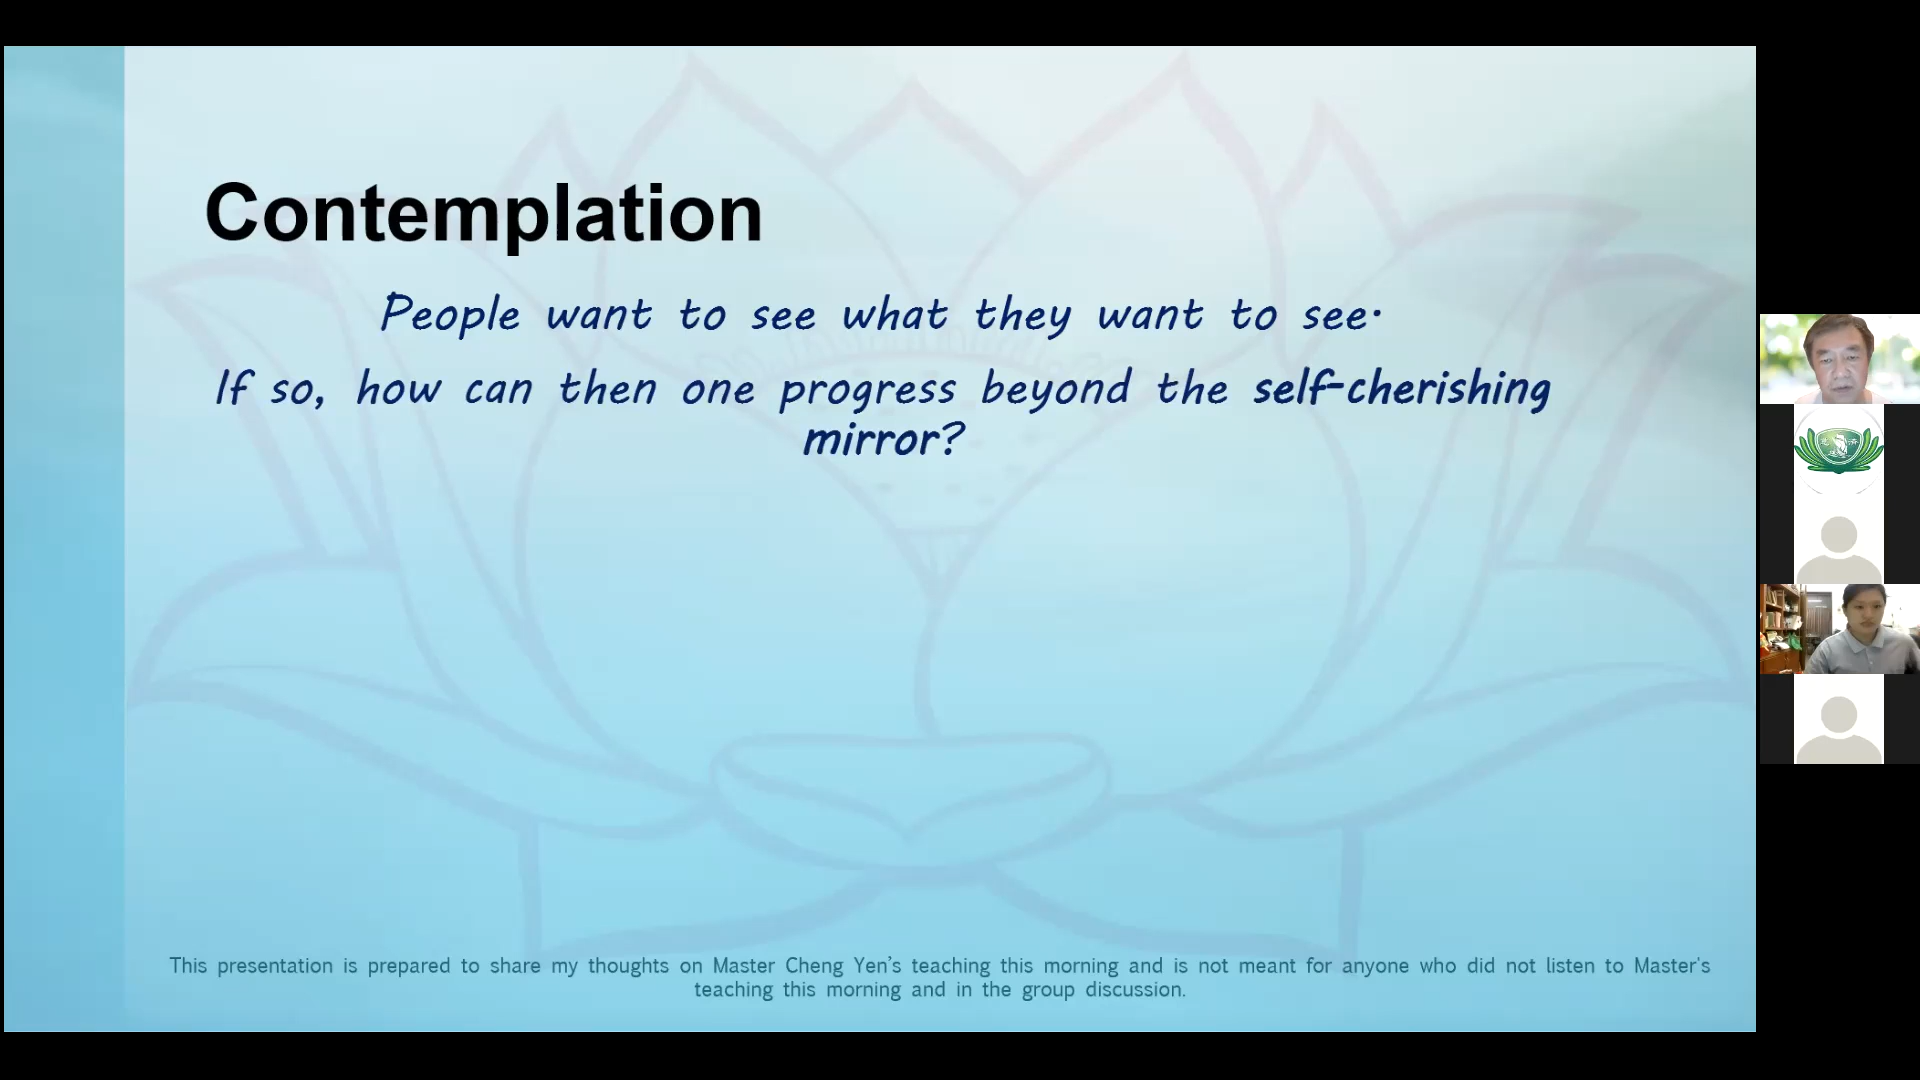 Contemplation
People want to see what they want to see.
If so, how can then one progress beyond the self-cherishing
mirror?
This presentation is prepared to share my thoughts on Master Cheng Yen's teaching this morning and is not meant for anyone who did not listen to Master's
teaching this morning and in the group discussion.